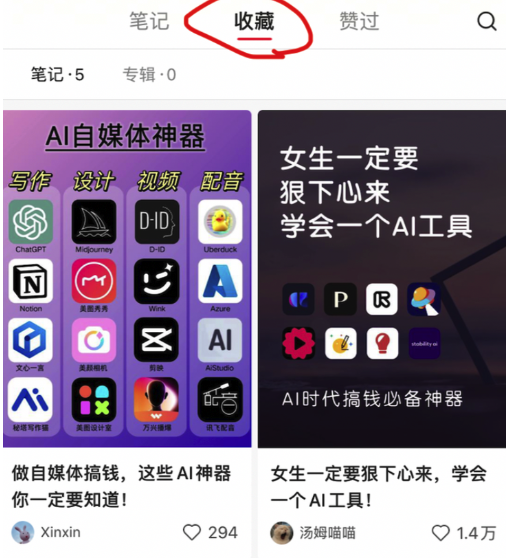 笔记
收藏
赞过
笔记·5
专辑·0
AI自媒体神器
写作 设计 视频 配音
ChatGPT Midjourney D-ID Uberduck
Notion 美图秀秀 Wink Azure
文心一言 美颜相机 剪映 AiStudio
秘塔写作猫 美图设计室 万兴播爆 讯飞配音
D-ID
AI
配音
做自媒体搞钱，这些AI神器
你一定要知道！
Xinxin
294
女生一定要
狠下心来
学会一个AI工具
P
stability ai
AI时代搞钱必备神器
女生一定要狠下心来，学会
一个AI工具！
汤姆喵喵
1.4万